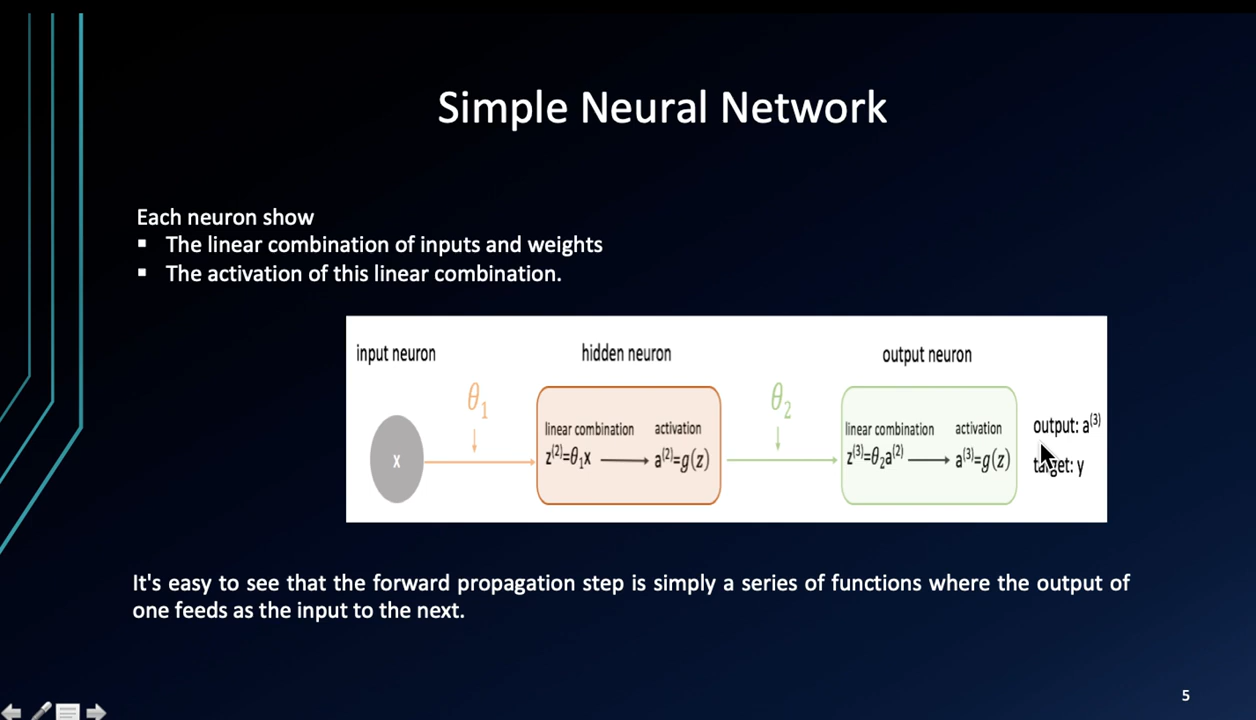 Simple Neural Network
Each neuron show
▪ The linear combination of inputs and weights
▪ The activation of this linear combination.
input neuron hidden neuron output neuron
θ₁ θ₂
linear combination activation linear combination activation output: a⁽³⁾
x z⁽²⁾=θ₁x a⁽²⁾=g(z) z⁽³⁾=θ₂a⁽²⁾ a⁽³⁾=g(z) target: y
It's easy to see that the forward propagation step is simply a series of functions where the output of
one feeds as the input to the next.
5